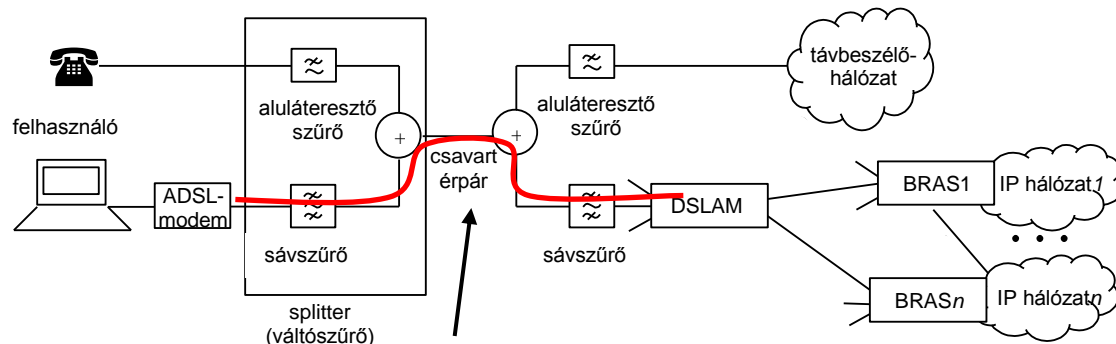 felhasználó
ADSL-
modem
aluláteresztő
szűrő
+
sávszűrő
splitter
(váltószűrő)
csavart
érpár
+
aluláteresztő
szűrő
sávszűrő
DSLAM
távbeszélő-
hálózat
BRAS1
IP hálózat1
• • •
BRASn
IP hálózatn